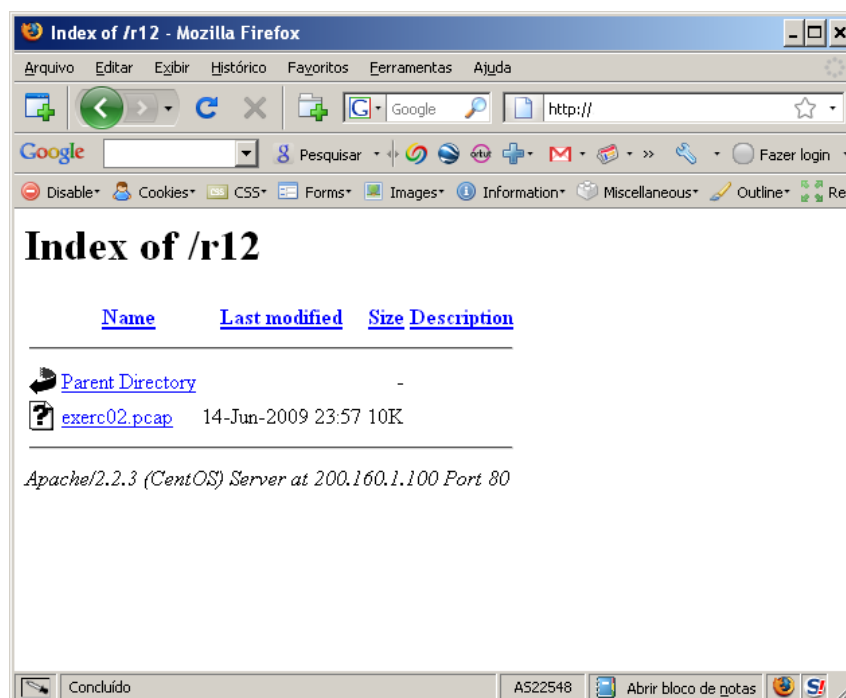 Index of /r12 - Mozilla Firefox
Arquivo Editar Exibir Histórico Favoritos Ferramentas Ajuda
G Google http://
Google Pesquisar » Fazer login
Disable Cookies CSS Forms Images Information Miscellaneous Outline Re
Index of /r12
Name Last modified Size Description
Parent Directory -
exerc02.pcap 14-Jun-2009 23:57 10K
Apache/2.2.3 (CentOS) Server at 200.160.1.100 Port 80
Concluído AS22548 Abrir bloco de notas S!